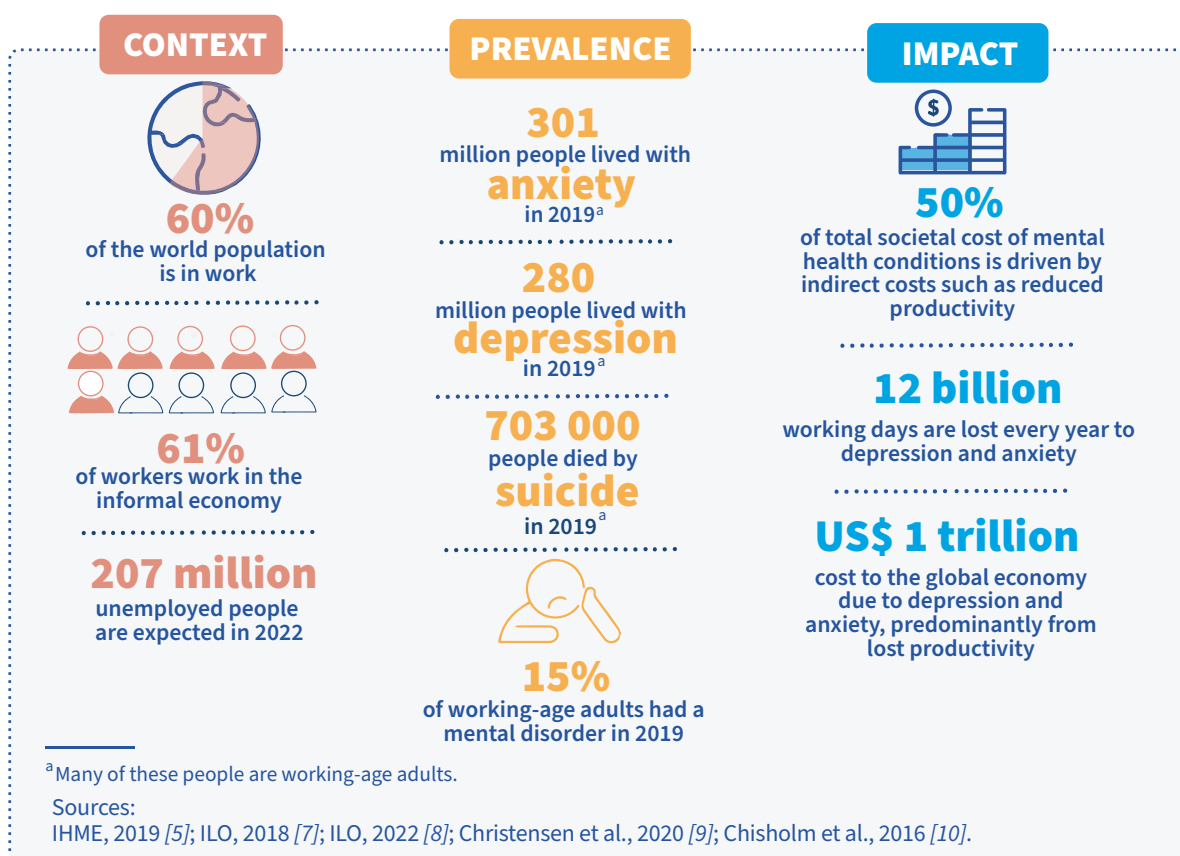 CONTEXT
60%
of the world population
is in work
61%
of workers work in the
informal economy
207 million
unemployed people
are expected in 2022
PREVALENCE
301
million people lived with
anxiety
in 2019ᵃ
280
million people lived with
depression
in 2019ᵃ
703 000
people died by
suicide
in 2019ᵃ
15%
of working-age adults had a
mental disorder in 2019
IMPACT
$
50%
of total societal cost of mental
health conditions is driven by
indirect costs such as reduced
productivity
12 billion
working days are lost every year to
depression and anxiety
US$ 1 trillion
cost to the global economy
due to depression and
anxiety, predominantly from
lost productivity
ᵃ Many of these people are working-age adults.
Sources:
IHME, 2019 [5]; ILO, 2018 [7]; ILO, 2022 [8]; Christensen et al., 2020 [9]; Chisholm et al., 2016 [10].